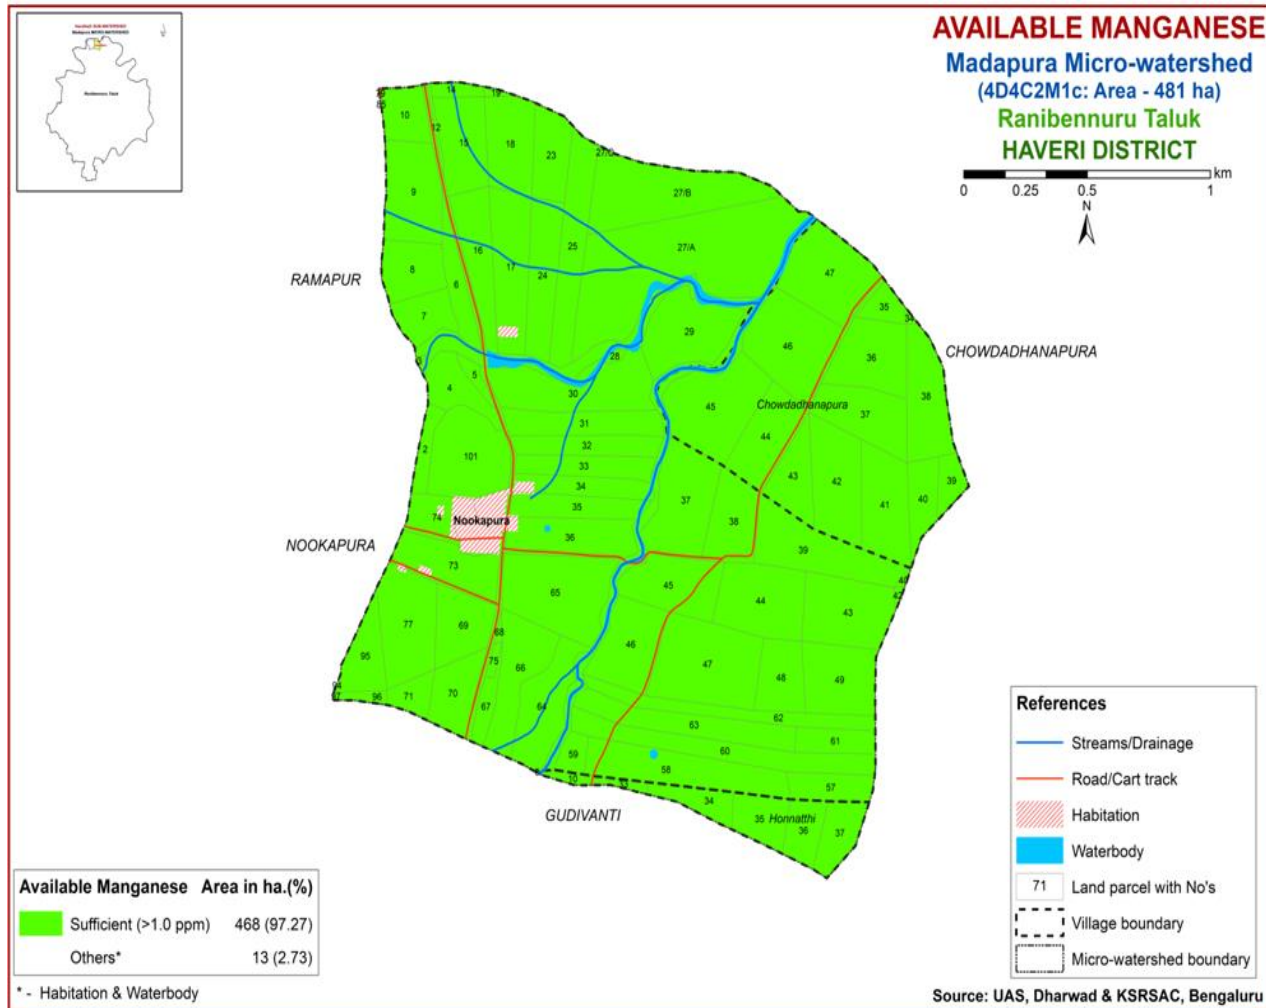 AVAILABLE MANGANESE
Madapura Micro-watershed
(4D4C2M1c: Area - 481 ha)
Ranibennuru Taluk
HAVERI DISTRICT
km
0 0.25 0.5 1
N
RAMAPUR
CHOWDADHANAPURA
NOOKAPURA
GUDIVANTI
Chowdadhanapura
Nookapura
Honnatthi
10 12 14 15 18 19 23
27/B
9 16 17 24 25 27/A
8 6 7 47
35 34
29 46 36
28
5 4 30 45 37 38
31
44
32
2 101 33 43 42
34 41 40 39
35 37 38
74
36 39
73 65 45 44 43
77 69 68 46 47
95 75 66 48 49
96 71 70 67 64 62
63 61
59 60
58 57
34 35 36 37
References
Streams/Drainage
Road/Cart track
Habitation
Waterbody
71 Land parcel with No's
Village boundary
Micro-watershed boundary
Available Manganese Area in ha.(%)
Sufficient (>1.0 ppm) 468 (97.27)
Others* 13 (2.73)
* - Habitation & Waterbody
Source: UAS, Dharwad & KSRSAC, Bengaluru